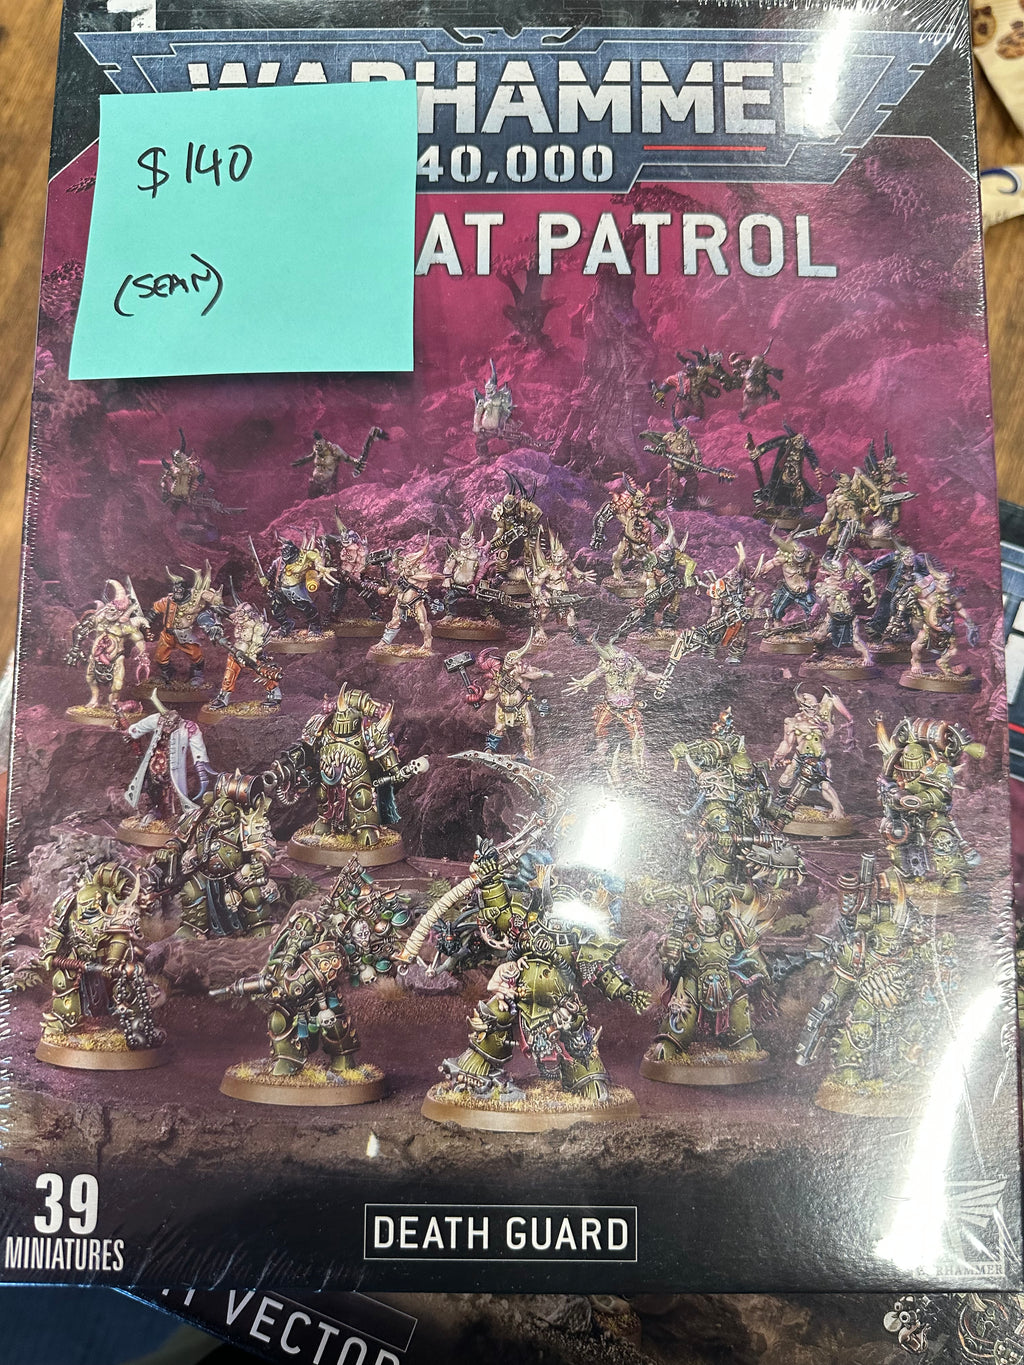 WARHAMMER
40,000
$140
(SEAN)
AT PATROL
39
MINIATURES
DEATH GUARD
VECTOR